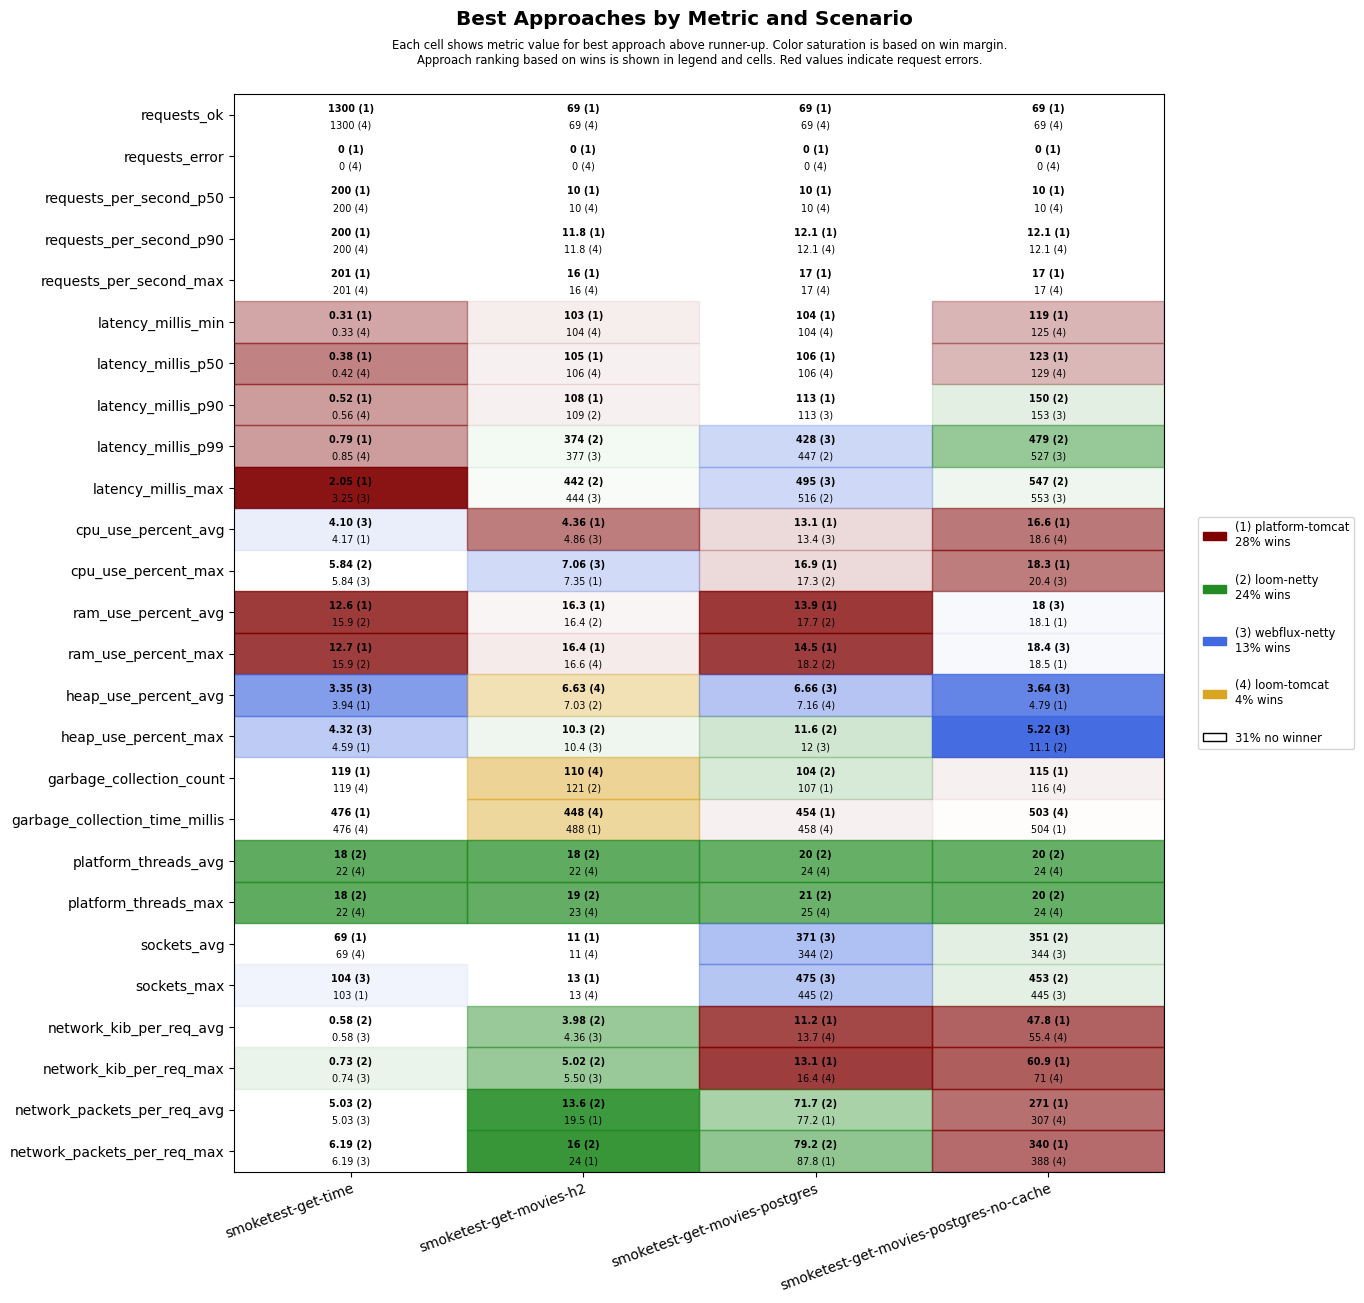 Best Approaches by Metric and Scenario
Each cell shows metric value for best approach above runner-up. Color saturation is based on win margin.
Approach ranking based on wins is shown in legend and cells. Red values indicate request errors.
requests_ok
1300 (1) 69 (1) 69 (1) 69 (1)
1300 (4) 69 (4) 69 (4) 69 (4)
requests_error
0 (1) 0 (1) 0 (1) 0 (1)
0 (4) 0 (4) 0 (4) 0 (4)
requests_per_second_p50
200 (1) 10 (1) 10 (1) 10 (1)
200 (4) 10 (4) 10 (4) 10 (4)
requests_per_second_p90
200 (1) 11.8 (1) 12.1 (1) 12.1 (1)
200 (4) 11.8 (4) 12.1 (4) 12.1 (4)
requests_per_second_max
201 (1) 16 (1) 17 (1) 17 (1)
201 (4) 16 (4) 17 (4) 17 (4)
latency_millis_min
0.31 (1) 103 (1) 104 (1) 119 (1)
0.33 (4) 104 (4) 104 (4) 125 (4)
latency_millis_p50
0.38 (1) 105 (1) 106 (1) 123 (1)
0.42 (4) 106 (4) 106 (4) 129 (4)
latency_millis_p90
0.52 (1) 108 (1) 113 (1) 150 (2)
0.56 (4) 109 (2) 113 (3) 153 (3)
latency_millis_p99
0.79 (1) 374 (2) 428 (3) 479 (2)
0.85 (4) 377 (3) 447 (2) 527 (3)
latency_millis_max
2.05 (1) 442 (2) 495 (3) 547 (2)
3.25 (3) 444 (3) 516 (2) 553 (3)
cpu_use_percent_avg
4.10 (3) 4.36 (1) 13.1 (1) 16.6 (1)
4.17 (1) 4.86 (3) 13.4 (3) 18.6 (4)
cpu_use_percent_max
5.84 (2) 7.06 (3) 16.9 (1) 18.3 (1)
5.84 (3) 7.35 (1) 17.3 (2) 20.4 (3)
ram_use_percent_avg
12.6 (1) 16.3 (1) 13.9 (1) 18 (3)
15.9 (2) 16.4 (2) 17.7 (2) 18.1 (1)
ram_use_percent_max
12.7 (1) 16.4 (1) 14.5 (1) 18.4 (3)
15.9 (2) 16.6 (4) 18.2 (2) 18.5 (1)
heap_use_percent_avg
3.35 (3) 6.63 (4) 6.66 (3) 3.64 (3)
3.94 (1) 7.03 (2) 7.16 (4) 4.79 (1)
heap_use_percent_max
4.32 (3) 10.3 (2) 11.6 (2) 5.22 (3)
4.59 (1) 10.4 (3) 12 (3) 11.1 (2)
garbage_collection_count
119 (1) 110 (4) 104 (2) 115 (1)
119 (4) 121 (2) 107 (1) 116 (4)
garbage_collection_time_millis
476 (1) 448 (4) 454 (1) 503 (4)
476 (4) 488 (1) 458 (4) 504 (1)
platform_threads_avg
18 (2) 18 (2) 20 (2) 20 (2)
22 (4) 22 (4) 24 (4) 24 (4)
platform_threads_max
18 (2) 19 (2) 21 (2) 20 (2)
22 (4) 23 (4) 25 (4) 24 (4)
sockets_avg
69 (1) 11 (1) 371 (3) 351 (2)
69 (4) 11 (4) 344 (2) 344 (3)
sockets_max
104 (3) 13 (1) 475 (3) 453 (2)
103 (1) 13 (4) 445 (2) 445 (3)
network_kib_per_req_avg
0.58 (2) 3.98 (2) 11.2 (1) 47.8 (1)
0.58 (3) 4.36 (3) 13.7 (4) 55.4 (4)
network_kib_per_req_max
0.73 (2) 5.02 (2) 13.1 (1) 60.9 (1)
0.74 (3) 5.50 (3) 16.4 (4) 71 (4)
network_packets_per_req_avg
5.03 (2) 13.6 (2) 71.7 (2) 271 (1)
5.03 (3) 19.5 (1) 77.2 (1) 307 (4)
network_packets_per_req_max
6.19 (2) 16 (2) 79.2 (2) 340 (1)
6.19 (3) 24 (1) 87.8 (1) 388 (4)
smoketest-get-time
smoketest-get-movies-h2
smoketest-get-movies-postgres
smoketest-get-movies-postgres-no-cache
(1) platform-tomcat
28% wins
(2) loom-netty
24% wins
(3) webflux-netty
13% wins
(4) loom-tomcat
4% wins
31% no winner